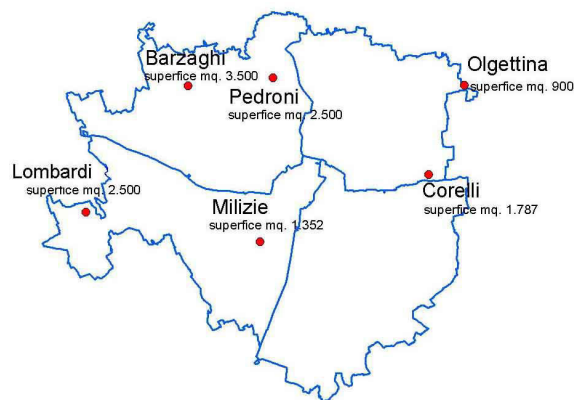 Barzaghi
superfice mq. 3.500
Olgettina
superfice mq. 900
Pedroni
superfice mq. 2.500
Lombardi
superfice mq. 2.500
Corelli
superfice mq. 1.787
Milizie
superfice mq. 1.352